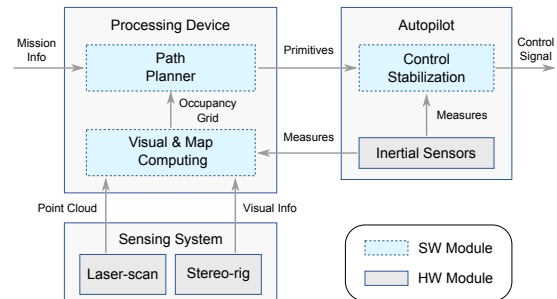 Processing Device
Autopilot
Mission
Info
Path
Planner
Primitives
Control
Stabilization
Control
Signal
Occupancy
Grid
Measures
Visual & Map
Computing
Measures
Inertial Sensors
Point Cloud
Visual Info
Sensing System
Laser-scan
Stereo-rig
SW Module
HW Module